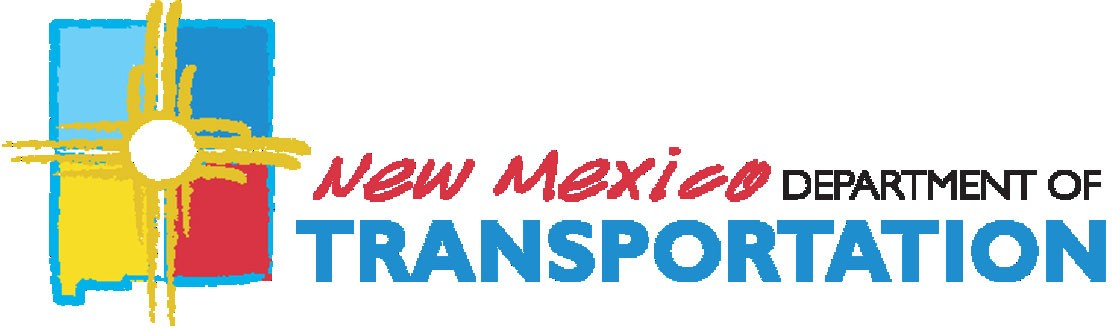 New Mexico DEPARTMENT OF
TRANSPORTATION